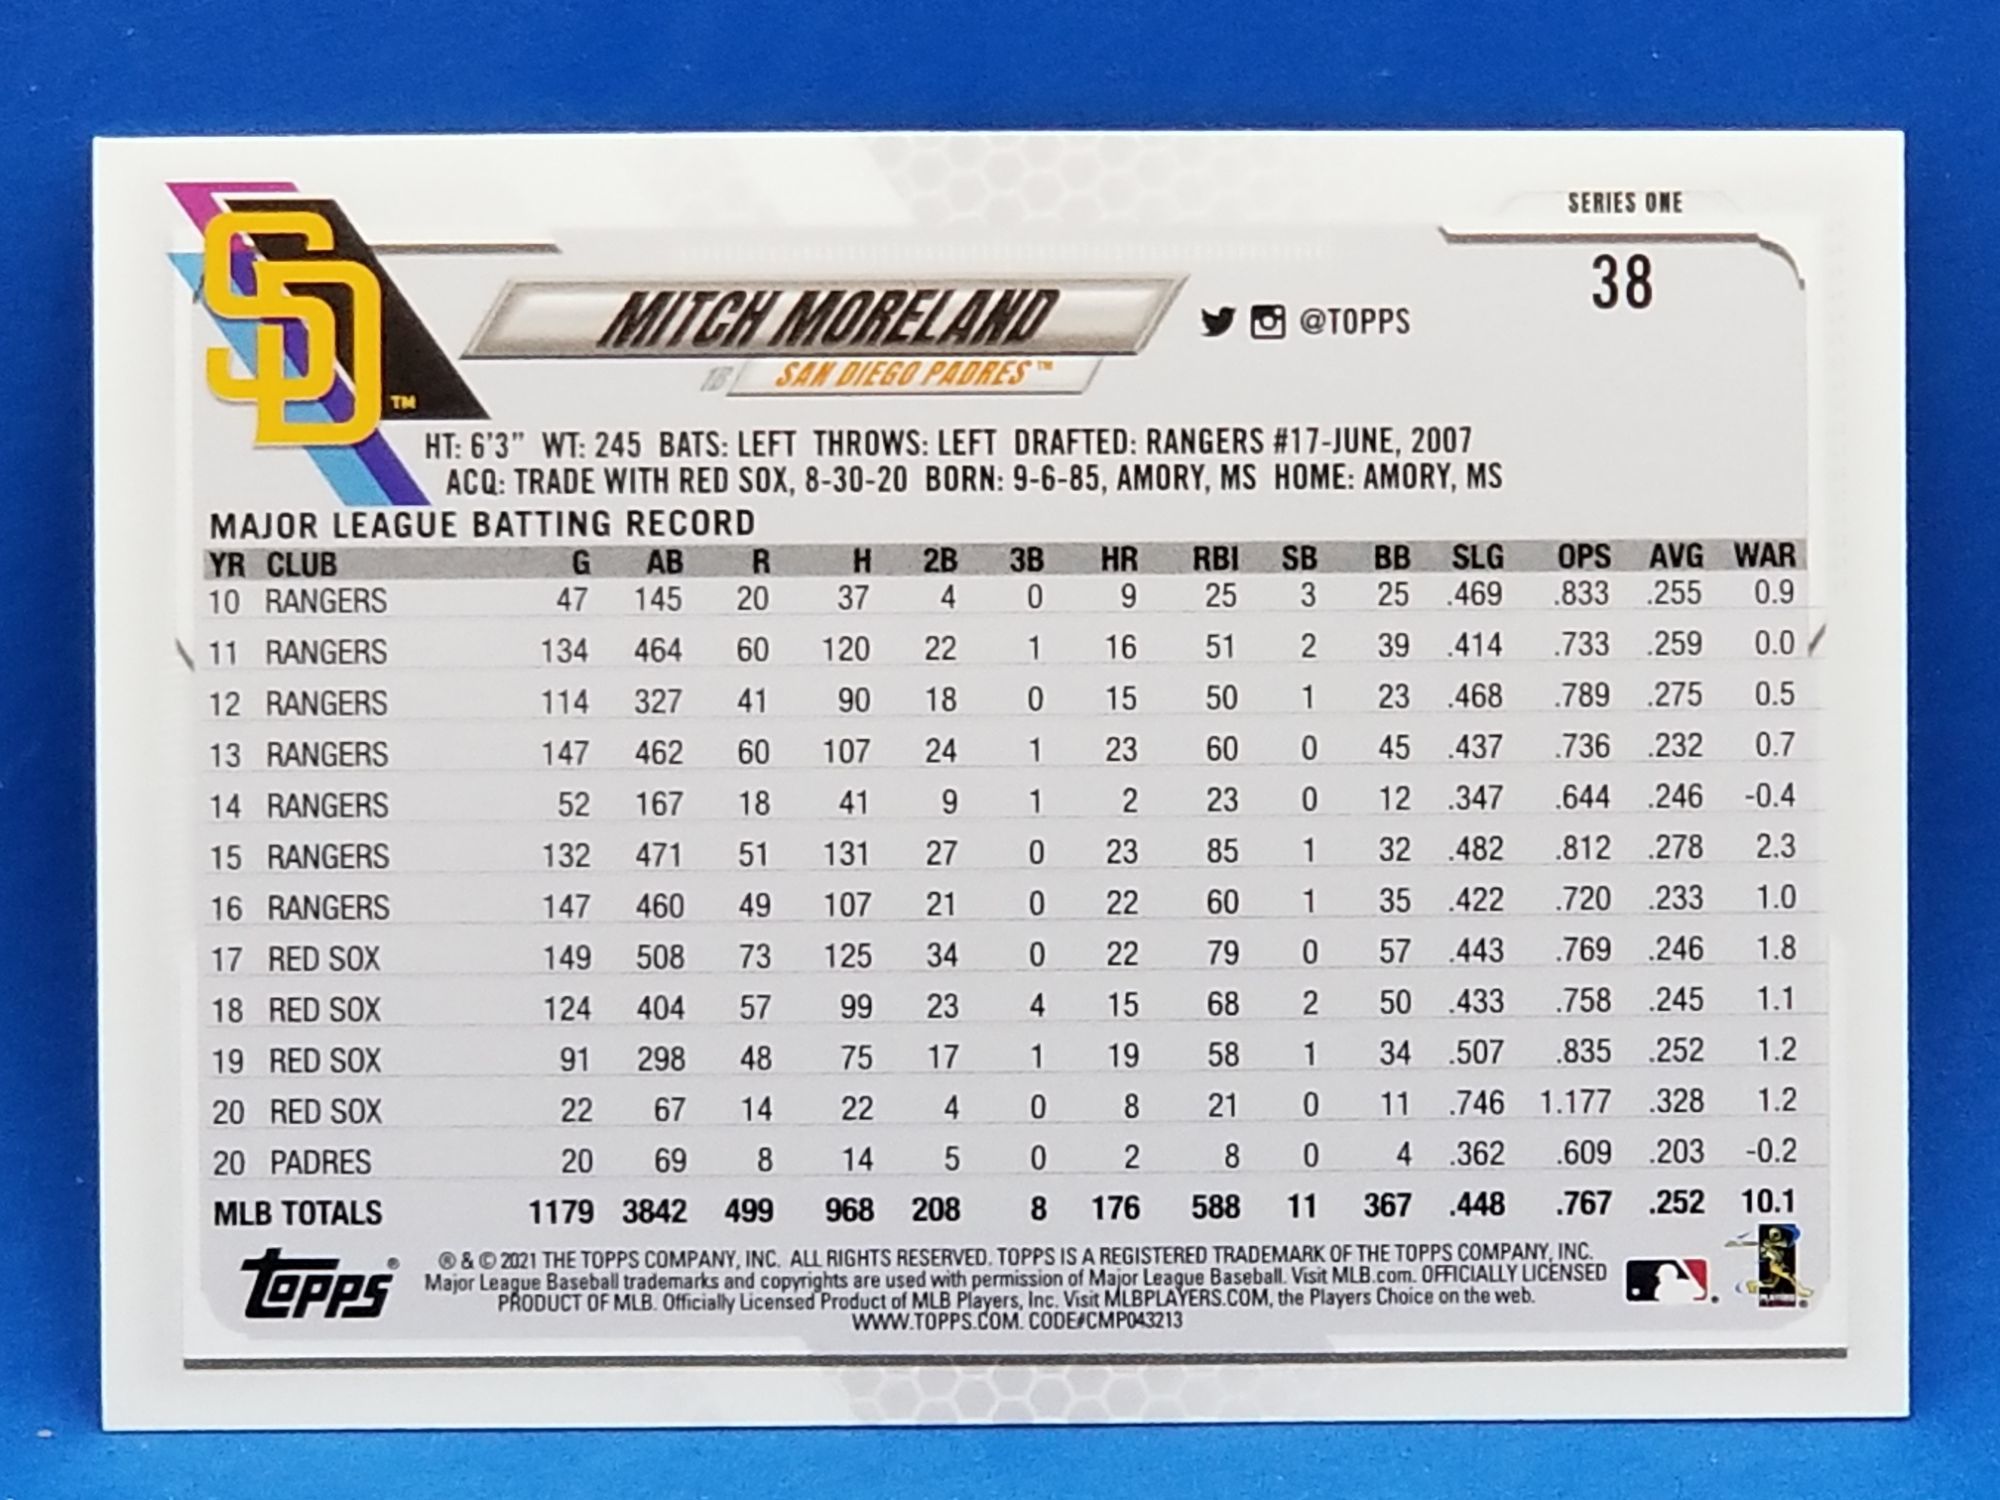 SERIES ONE
38
SD™
MITCH MORELAND
@TOPPS
1B SAN DIEGO PADRES™
HT: 6'3" WT: 245 BATS: LEFT THROWS: LEFT DRAFTED: RANGERS #17-JUNE, 2007
ACQ: TRADE WITH RED SOX, 8-30-20 BORN: 9-6-85, AMORY, MS HOME: AMORY, MS
MAJOR LEAGUE BATTING RECORD
YR CLUB G AB R H 2B 3B HR RBI SB BB SLG OPS AVG WAR
10 RANGERS 47 145 20 37 4 0 9 25 3 25 .469 .833 .255 0.9
11 RANGERS 134 464 60 120 22 1 16 51 2 39 .414 .733 .259 0.0
12 RANGERS 114 327 41 90 18 0 15 50 1 23 .468 .789 .275 0.5
13 RANGERS 147 462 60 107 24 1 23 60 0 45 .437 .736 .232 0.7
14 RANGERS 52 167 18 41 9 1 2 23 0 12 .347 .644 .246 -0.4
15 RANGERS 132 471 51 131 27 0 23 85 1 32 .482 .812 .278 2.3
16 RANGERS 147 460 49 107 21 0 22 60 1 35 .422 .720 .233 1.0
17 RED SOX 149 508 73 125 34 0 22 79 0 57 .443 .769 .246 1.8
18 RED SOX 124 404 57 99 23 4 15 68 2 50 .433 .758 .245 1.1
19 RED SOX 91 298 48 75 17 1 19 58 1 34 .507 .835 .252 1.2
20 RED SOX 22 67 14 22 4 0 8 21 0 11 .746 1.177 .328 1.2
20 PADRES 20 69 8 14 5 0 2 8 0 4 .362 .609 .203 -0.2
MLB TOTALS 1179 3842 499 968 208 8 176 588 11 367 .448 .767 .252 10.1
topps®
® & © 2021 THE TOPPS COMPANY, INC. ALL RIGHTS RESERVED. TOPPS IS A REGISTERED TRADEMARK OF THE TOPPS COMPANY, INC.
Major League Baseball trademarks and copyrights are used with permission of Major League Baseball. Visit MLB.com. OFFICIALLY LICENSED
PRODUCT OF MLB. Officially Licensed Product of MLB Players, Inc. Visit MLBPLAYERS.COM, the Players Choice on the web.
WWW.TOPPS.COM. CODE#CMP043213